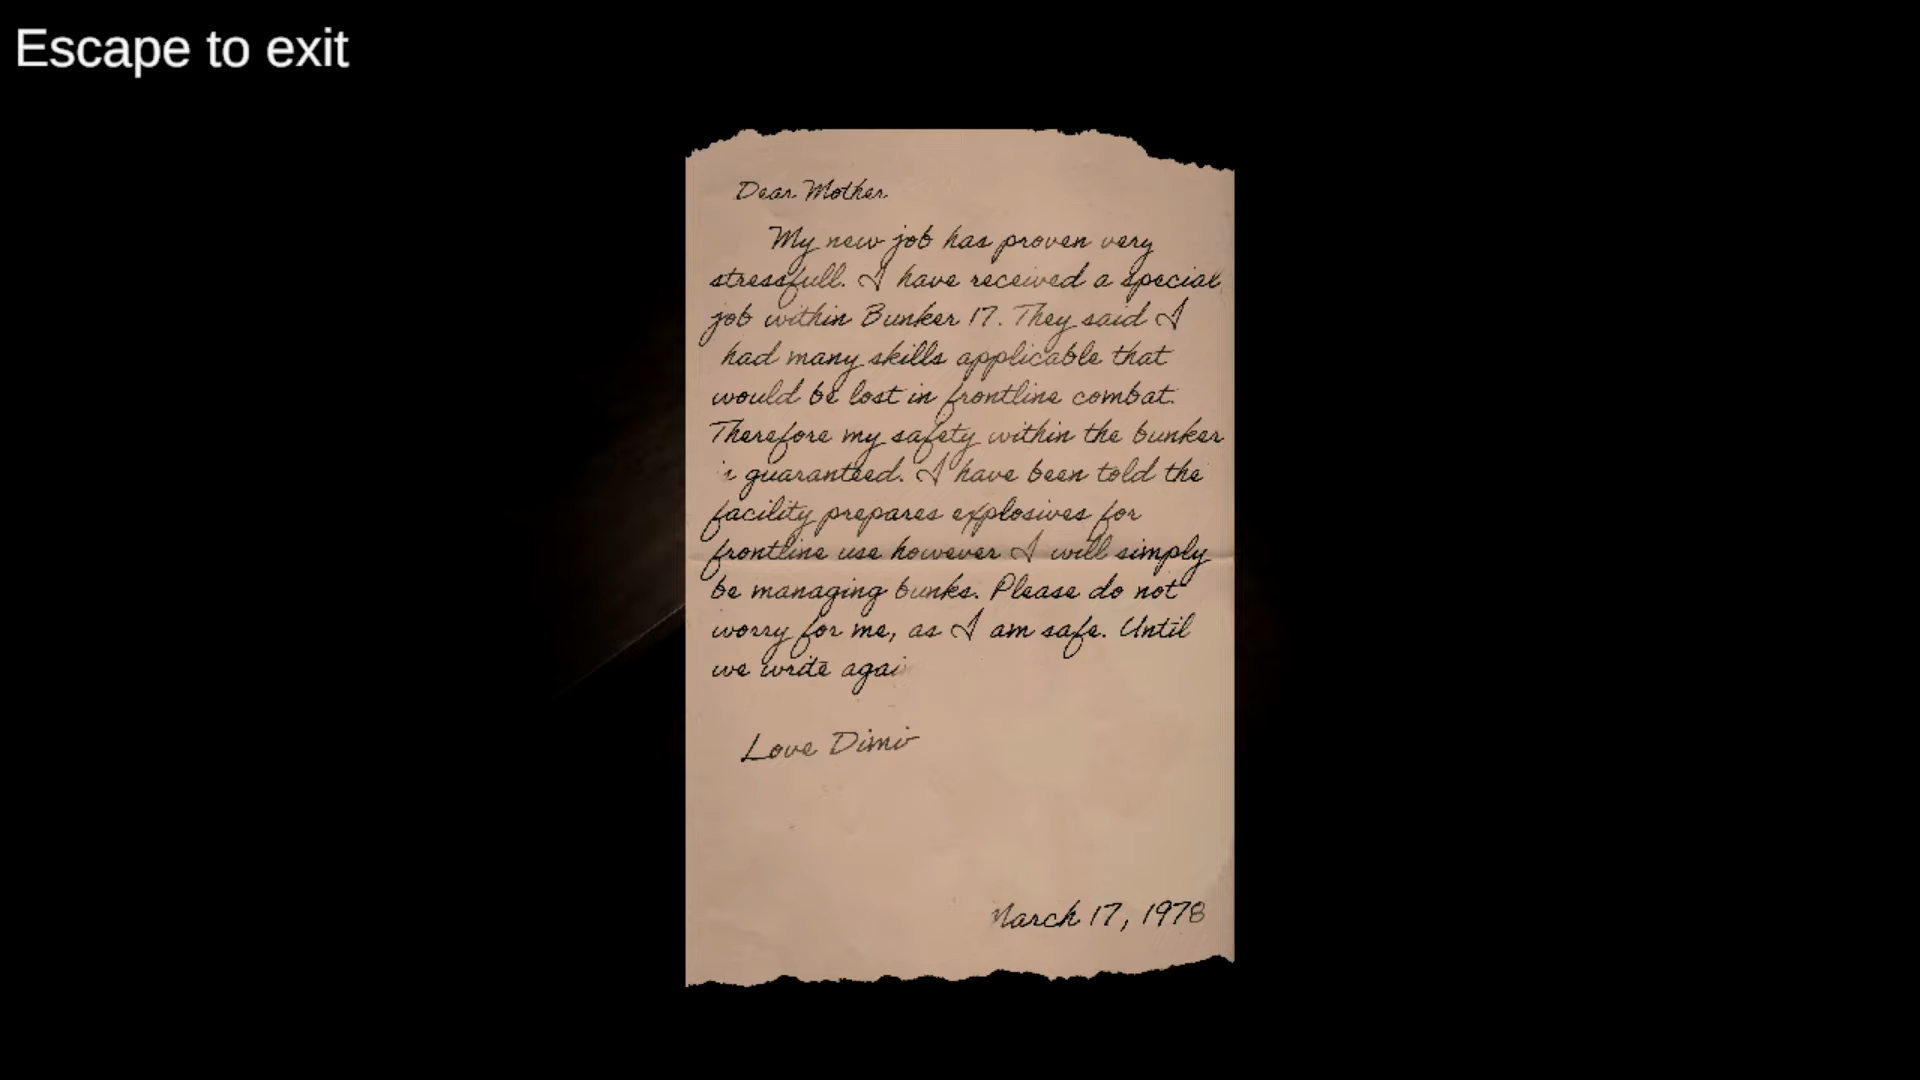 Escape to exit
Dear Mother
My new job has proven very
stressfull. I have received a special
job within Bunker 17. They said I
had many skills applicable that
would be lost in frontline combat.
Therefore my safety within the bunker
guaranteed. I have been told the
facility prepares explosives for
frontline use however I will simply
be managing bunks. Please do not
worry for me, as I am safe. Until
we write agai
Love Dimi
March 17, 1978